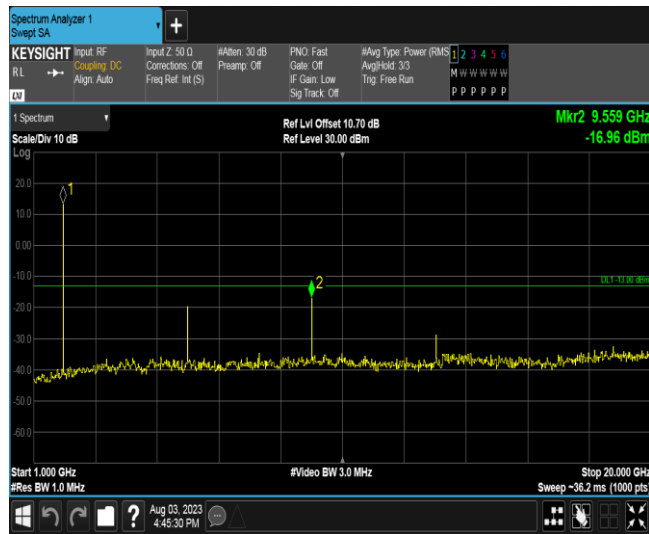 Spectrum Analyzer 1
Swept SA
+
KEYSIGHT
RL
LXI
Input: RF
Coupling: DC
Align: Auto
Input Z: 50 Ω
Corrections: Off
Freq Ref: Int (S)
#Atten: 30 dB
Preamp: Off
PNO: Fast
Gate: Off
IF Gain: Low
Sig Track: Off
#Avg Type: Power (RMS
Avg|Hold: 3/3
Trig: Free Run
1 2 3 4 5 6
M W W W W W
P P P P P P
1 Spectrum
Scale/Div 10 dB
Log
Ref Lvl Offset 10.70 dB
Ref Level 30.00 dBm
Mkr2 9.559 GHz
-16.96 dBm
1
2
DL1 -13.00 dBm
20.0
10.0
0.00
-10.0
-20.0
-30.0
-40.0
-50.0
-60.0
Start 1.000 GHz
#Res BW 1.0 MHz
#Video BW 3.0 MHz
Stop 20.000 GHz
Sweep ~36.2 ms (1000 pts)
?
Aug 03, 2023
4:45:30 PM